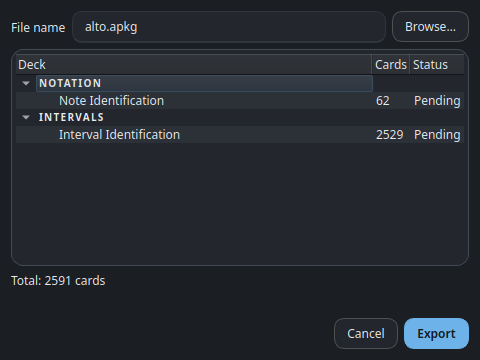 File name alto.apkg Browse...
Deck Cards Status
NOTATION
Note Identification 62 Pending
INTERVALS
Interval Identification 2529 Pending
Total: 2591 cards
Cancel Export